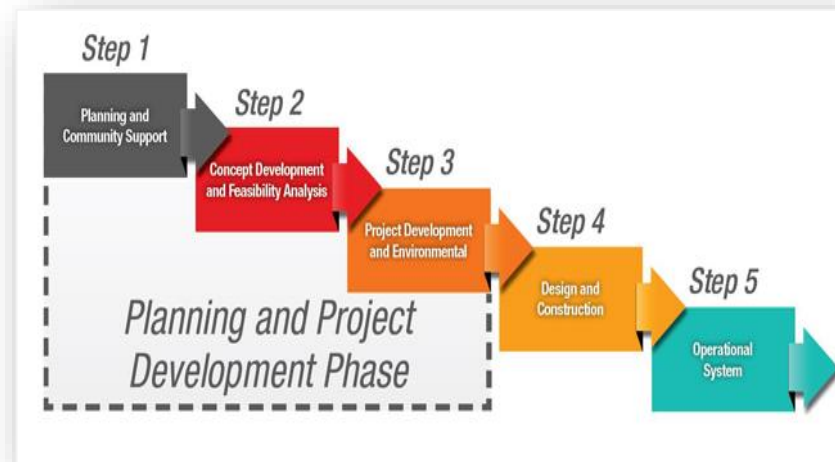 Step 1
Planning and
Community Support
Step 2
Concept Development
and Feasibility Analysis
Step 3
Project Development
and Environmental
Step 4
Design and
Construction
Step 5
Operational
System
Planning and Project
Development Phase